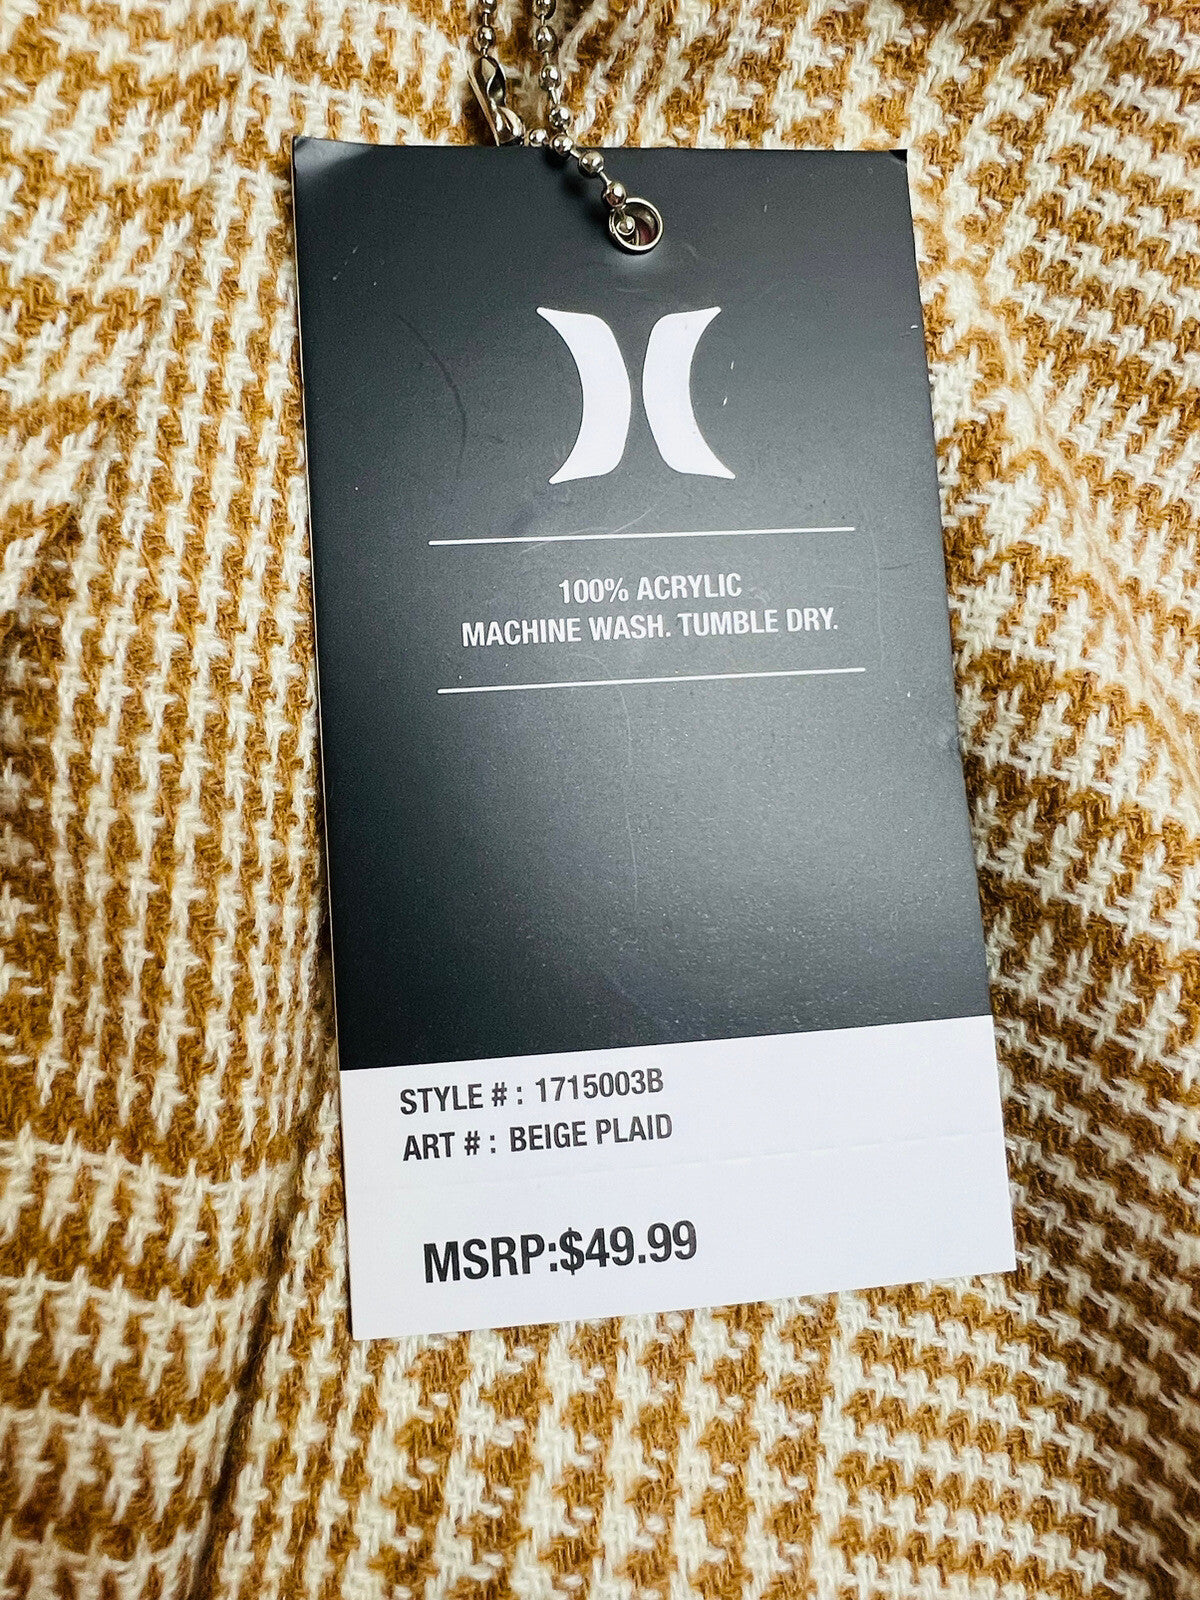 100% ACRYLIC
MACHINE WASH. TUMBLE DRY.
STYLE # : 1715003B
ART # : BEIGE PLAID
MSRP:$49.99